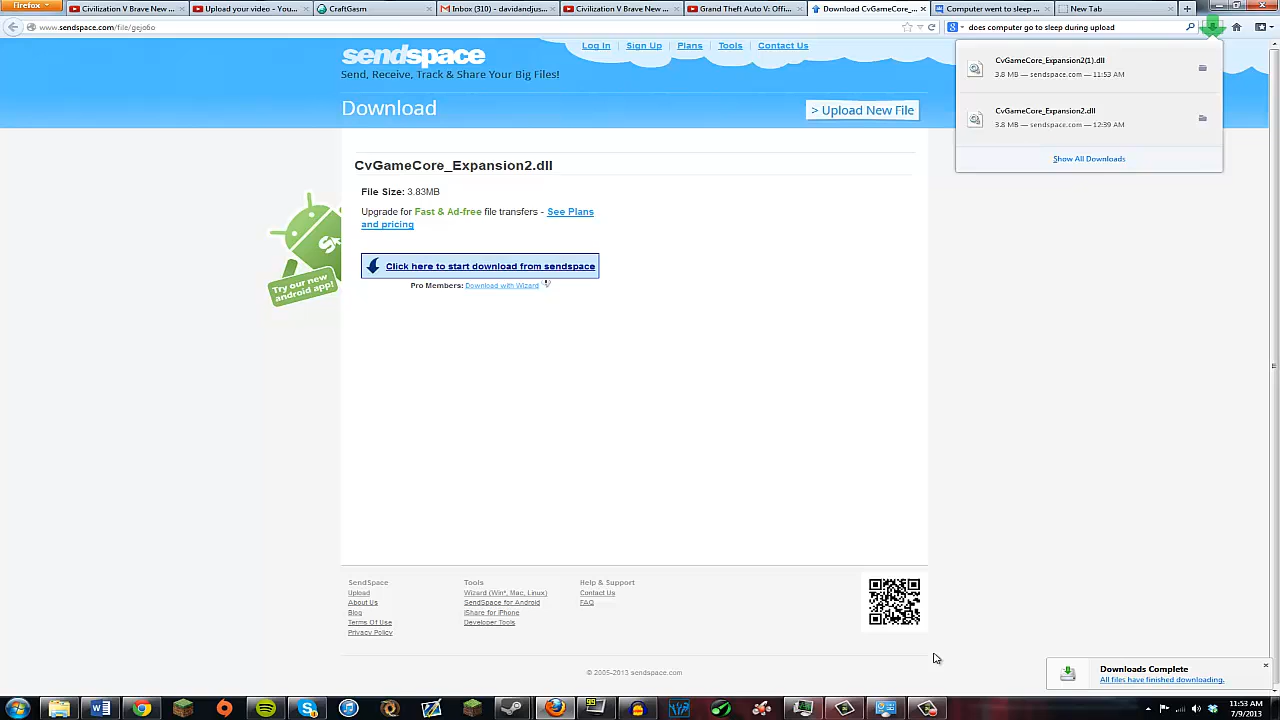 Firefox
Civilization V Brave New ...
Upload your video - You...
CraftGasm
Inbox (310) - davidandjus...
Civilization V Brave New ...
Grand Theft Auto V: Offi...
Download CvGameCore_...
Computer went to sleep ...
New Tab
www.sendspace.com/file/gejo6o
does computer go to sleep during upload
sendspace
Log In
Sign Up
Plans
Tools
Contact Us
Send, Receive, Track & Share Your Big Files!
Download
> Upload New File
CvGameCore_Expansion2(1).dll
3.8 MB — sendspace.com — 11:53 AM
CvGameCore_Expansion2.dll
3.8 MB — sendspace.com — 12:39 AM
Show All Downloads
CvGameCore_Expansion2.dll
File Size: 3.83MB
Upgrade for Fast & Ad-free file transfers - See Plans
and pricing
Try our new
android app!
Click here to start download from sendspace
Pro Members: Download with Wizard
SendSpace
Upload
About Us
Blog
Terms Of Use
Privacy Policy
Tools
Wizard (Win*, Mac, Linux)
SendSpace for Android
iShare for iPhone
Developer Tools
Help & Support
Contact Us
FAQ
© 2005-2013 sendspace.com
Downloads Complete
All files have finished downloading.
11:53 AM
7/9/2013